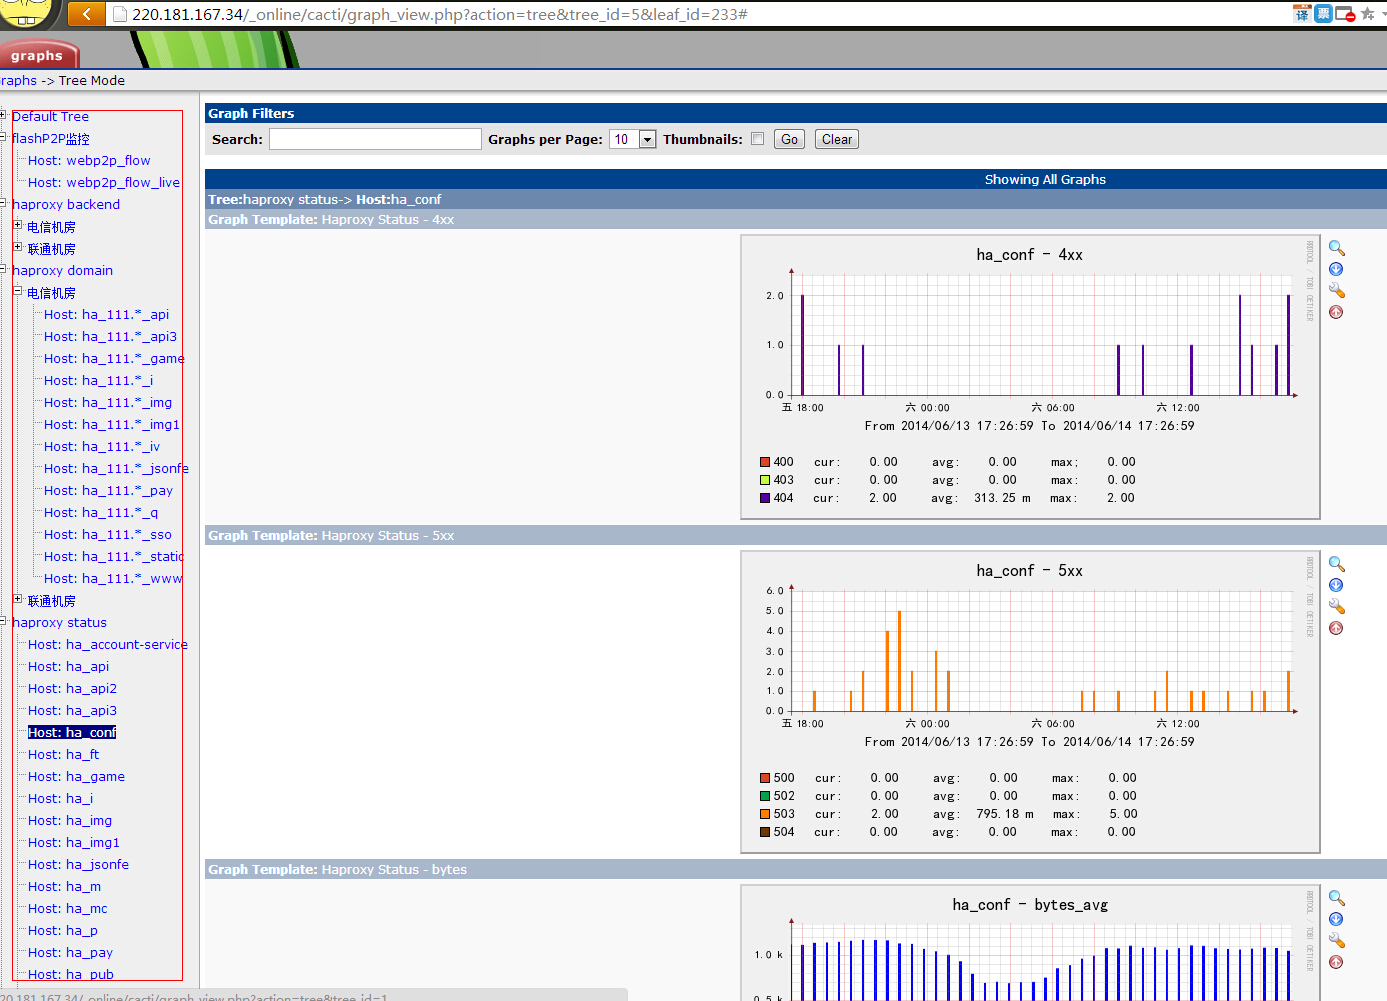 220.181.167.34/_online/cacti/graph_view.php?action=tree&tree_id=5&leaf_id=233#
译 票
graphs
raphs -> Tree Mode
Default Tree
flashP2P监控
Host: webp2p_flow
Host: webp2p_flow_live
haproxy backend
电信机房
联通机房
haproxy domain
电信机房
Host: ha_111.*_api
Host: ha_111.*_api3
Host: ha_111.*_game
Host: ha_111.*_i
Host: ha_111.*_img
Host: ha_111.*_img1
Host: ha_111.*_iv
Host: ha_111.*_jsonfe
Host: ha_111.*_pay
Host: ha_111.*_q
Host: ha_111.*_sso
Host: ha_111.*_static
Host: ha_111.*_www
联通机房
haproxy status
Host: ha_account-service
Host: ha_api
Host: ha_api2
Host: ha_api3
Host: ha_conf
Host: ha_ft
Host: ha_game
Host: ha_i
Host: ha_img
Host: ha_img1
Host: ha_jsonfe
Host: ha_m
Host: ha_mc
Host: ha_p
Host: ha_pay
Host: ha_pub
20.181.167.34/_online/cacti/graph_view.php?action=tree&tree_id=1
Graph Filters
Search: Graphs per Page: 10 Thumbnails: Go Clear
Showing All Graphs
Tree:haproxy status-> Host:ha_conf
Graph Template: Haproxy Status - 4xx
ha_conf - 4xx
RRDTOOL / TOBI OETIKER
2.0
1.0
0.0
五 18:00 六 00:00 六 06:00 六 12:00
From 2014/06/13 17:26:59 To 2014/06/14 17:26:59
400 cur: 0.00 avg: 0.00 max; 0.00
403 cur: 0.00 avg: 0.00 max: 0.00
404 cur: 2.00 avg: 313.25 m max: 2.00
Graph Template: Haproxy Status - 5xx
ha_conf - 5xx
RRDTOOL / TOBI OETIKER
6.0
5.0
4.0
3.0
2.0
1.0
0.0
五 18:00 六 00:00 六 06:00 六 12:00
From 2014/06/13 17:26:59 To 2014/06/14 17:26:59
500 cur: 0.00 avg: 0.00 max: 0.00
502 cur: 0.00 avg: 0.00 max: 0.00
503 cur: 2.00 avg: 795.18 m max: 5.00
504 cur: 0.00 avg: 0.00 max: 0.00
Graph Template: Haproxy Status - bytes
ha_conf - bytes_avg
RRDTOOL / TOBI OETIKER
1.0 k
0.5 k